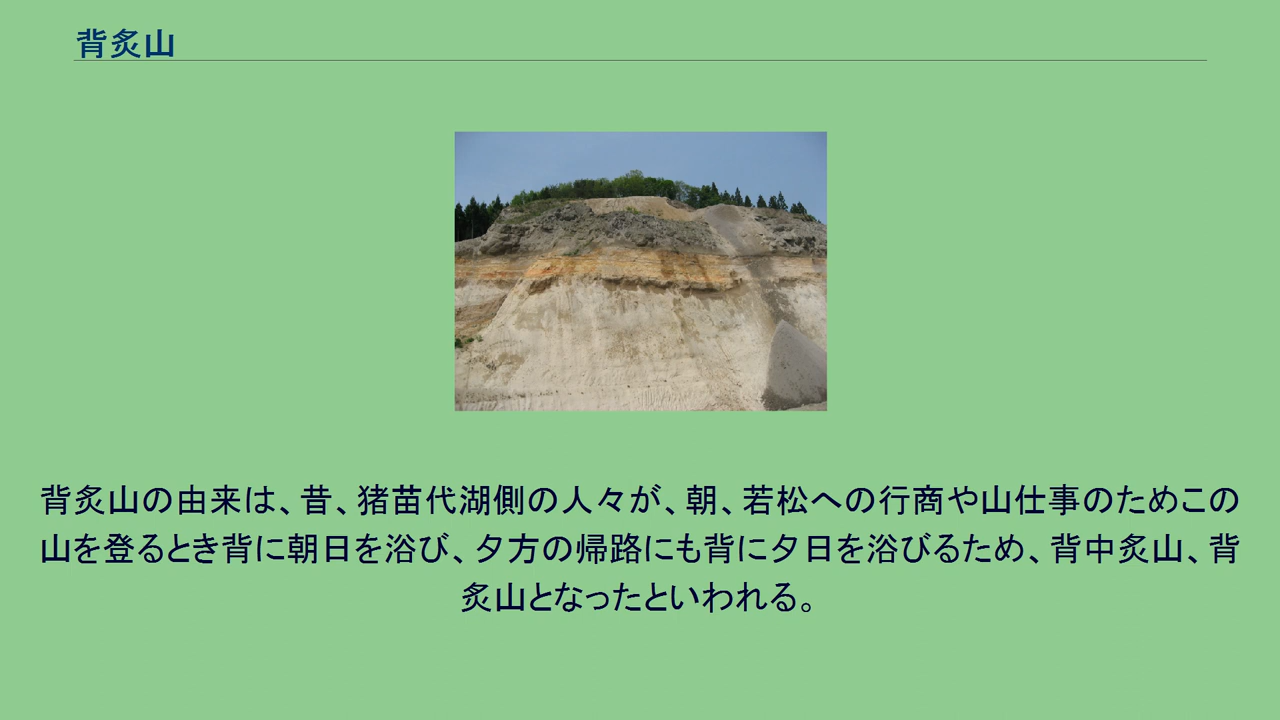 背炙山
背炙山の由来は、昔、猪苗代湖側の人々が、朝、若松への行商や山仕事のためこの
山を登るとき背に朝日を浴び、夕方の帰路にも背に夕日を浴びるため、背中炙山、背
炙山となったといわれる。